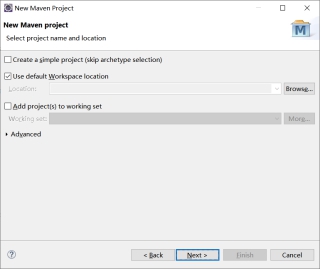 New Maven Project
New Maven project
Select project name and location
M
Create a simple project (skip archetype selection)
Use default Workspace location
Location:
Browse...
Add project(s) to working set
Working set:
More...
Advanced
?
< Back
Next >
Finish
Cancel